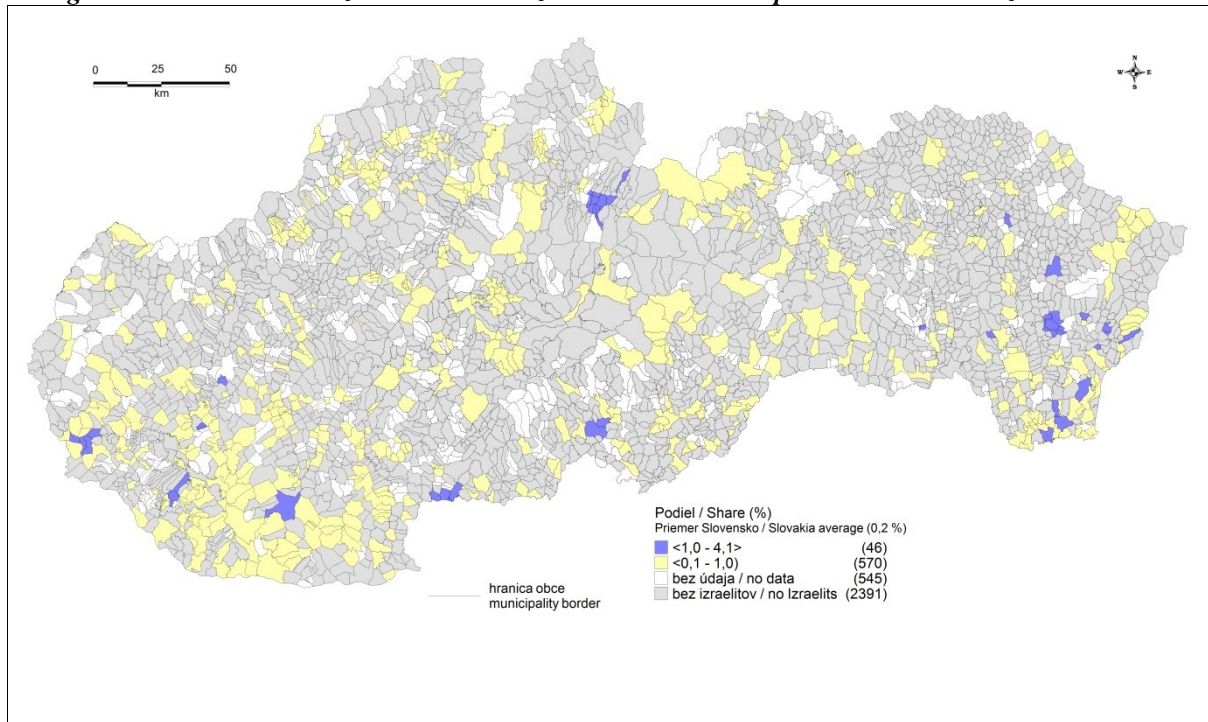 0 25 50
km
N
W E
S
Podiel / Share (%)
Priemer Slovensko / Slovakia average (0,2 %)
<1,0 - 4,1> (46)
<0,1 - 1,0) (570)
bez údaja / no data (545)
bez izraelitov / no Izraelits (2391)
hranica obce
municipality border